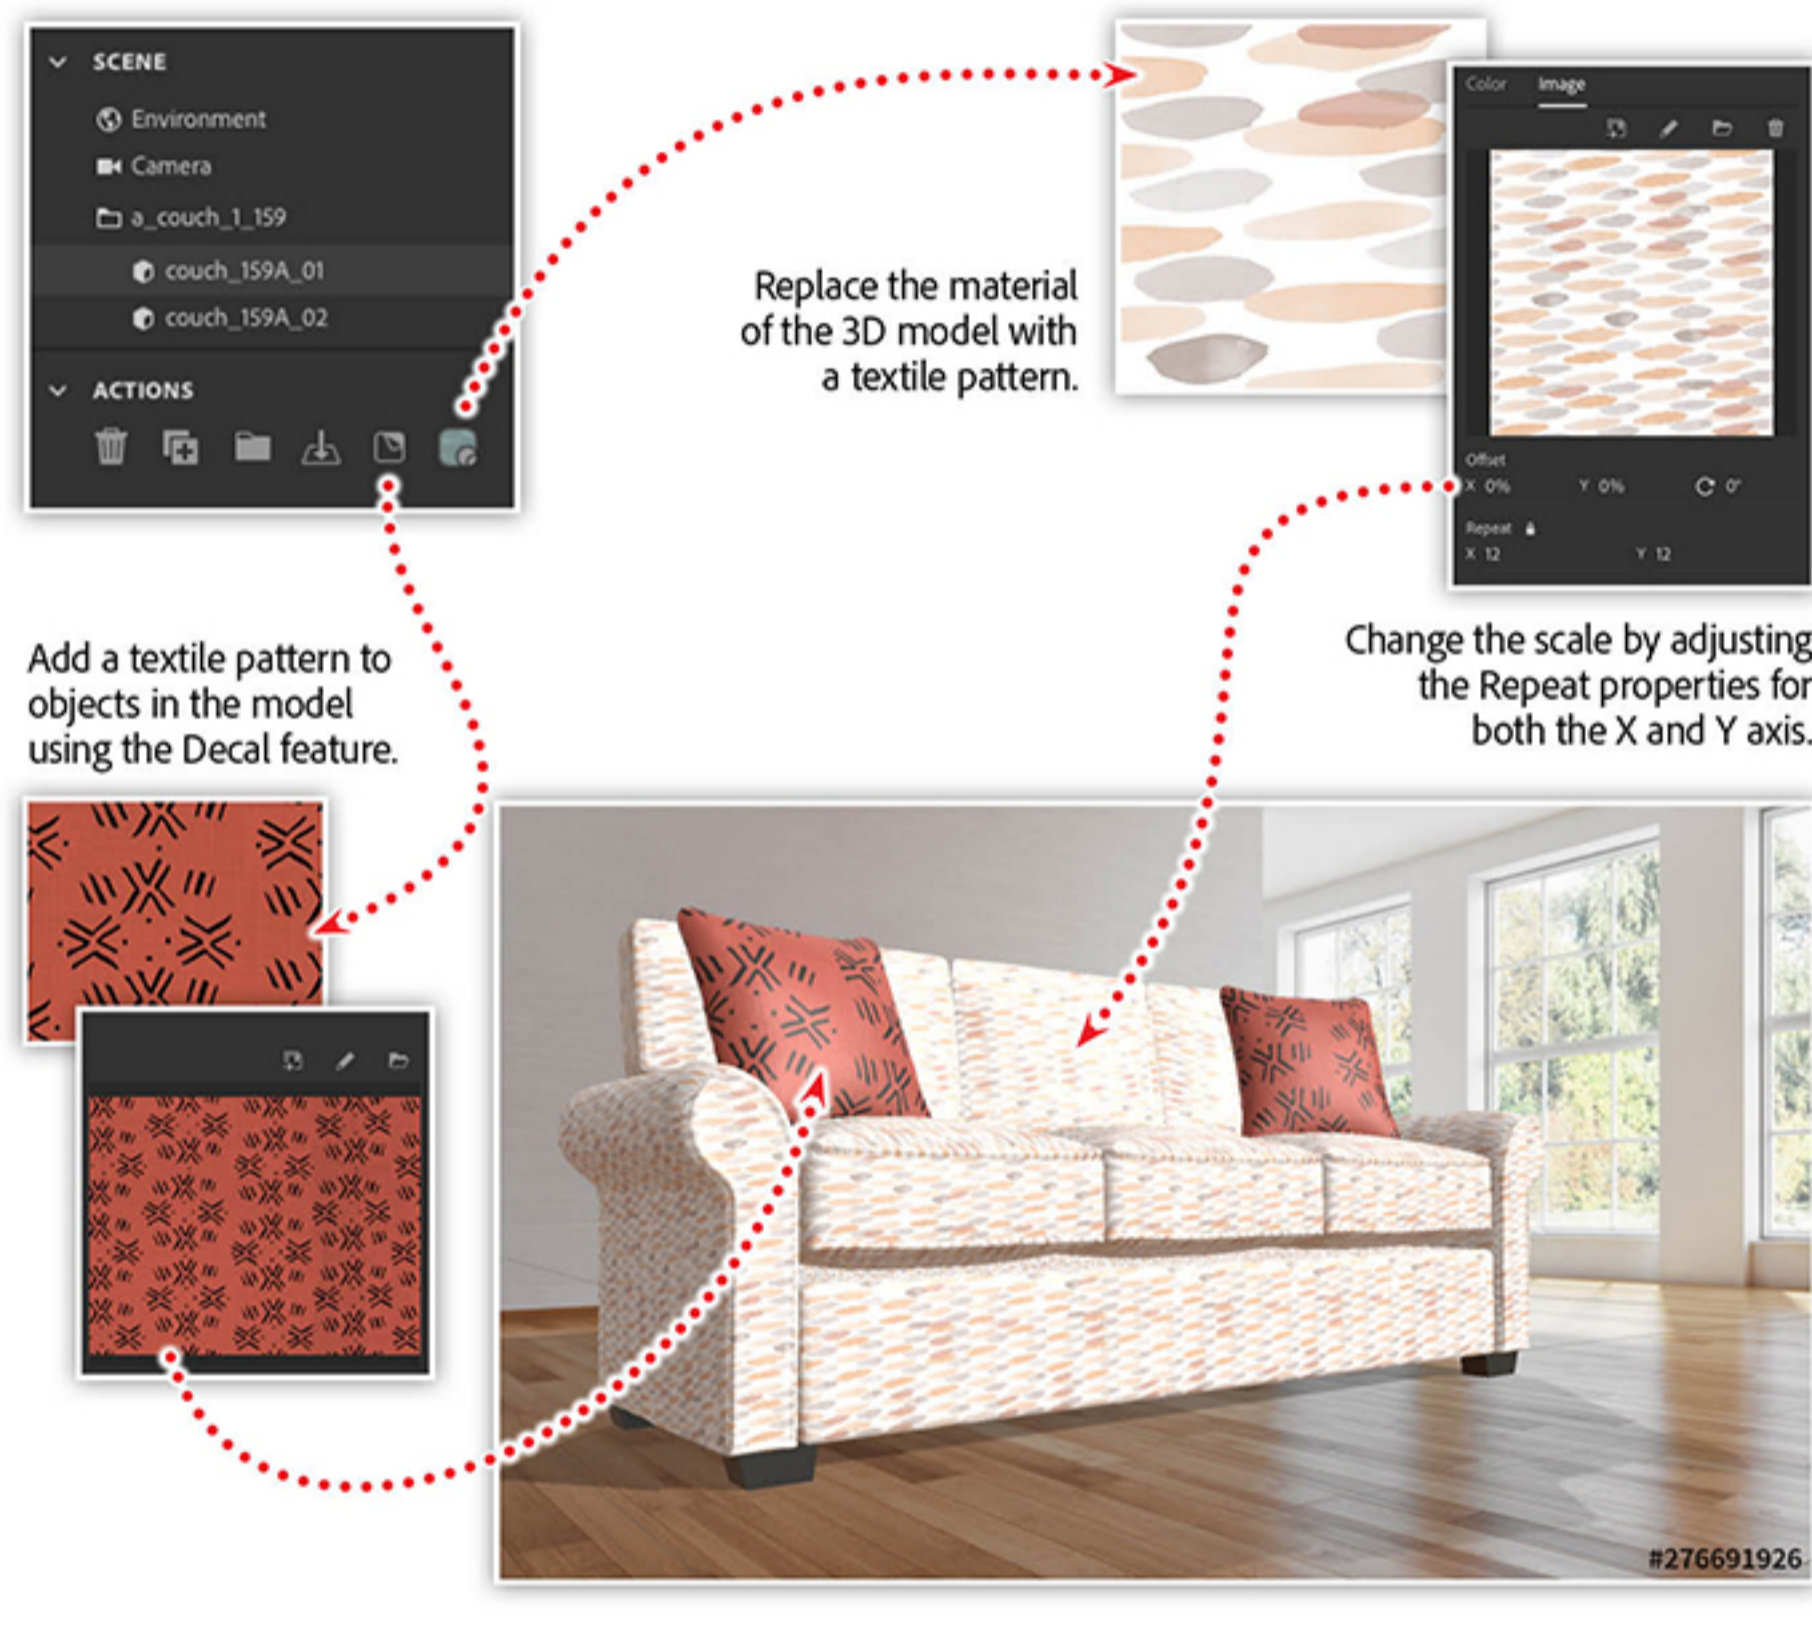 SCENE
Environment
Camera
a_couch_1_159
couch_159A_01
couch_159A_02
ACTIONS
Replace the material
of the 3D model with
a textile pattern.
Color Image
Offset
X 0% Y 0% 0°
Repeat
X 12 Y 12
Change the scale by adjusting
the Repeat properties for
both the X and Y axis.
Add a textile pattern to
objects in the model
using the Decal feature.
#276691926